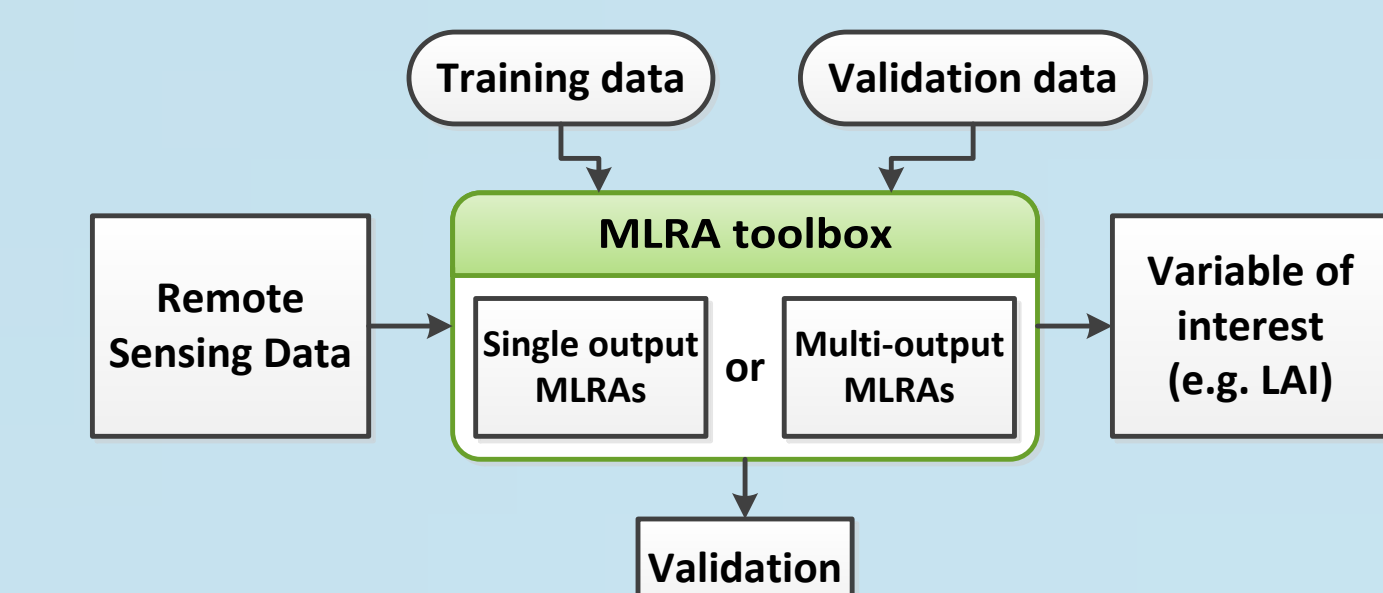 Training data
Validation data
MLRA toolbox
Remote
Sensing Data
Single output
MLRAs
or
Multi-output
MLRAs
Variable of
interest
(e.g. LAI)
Validation